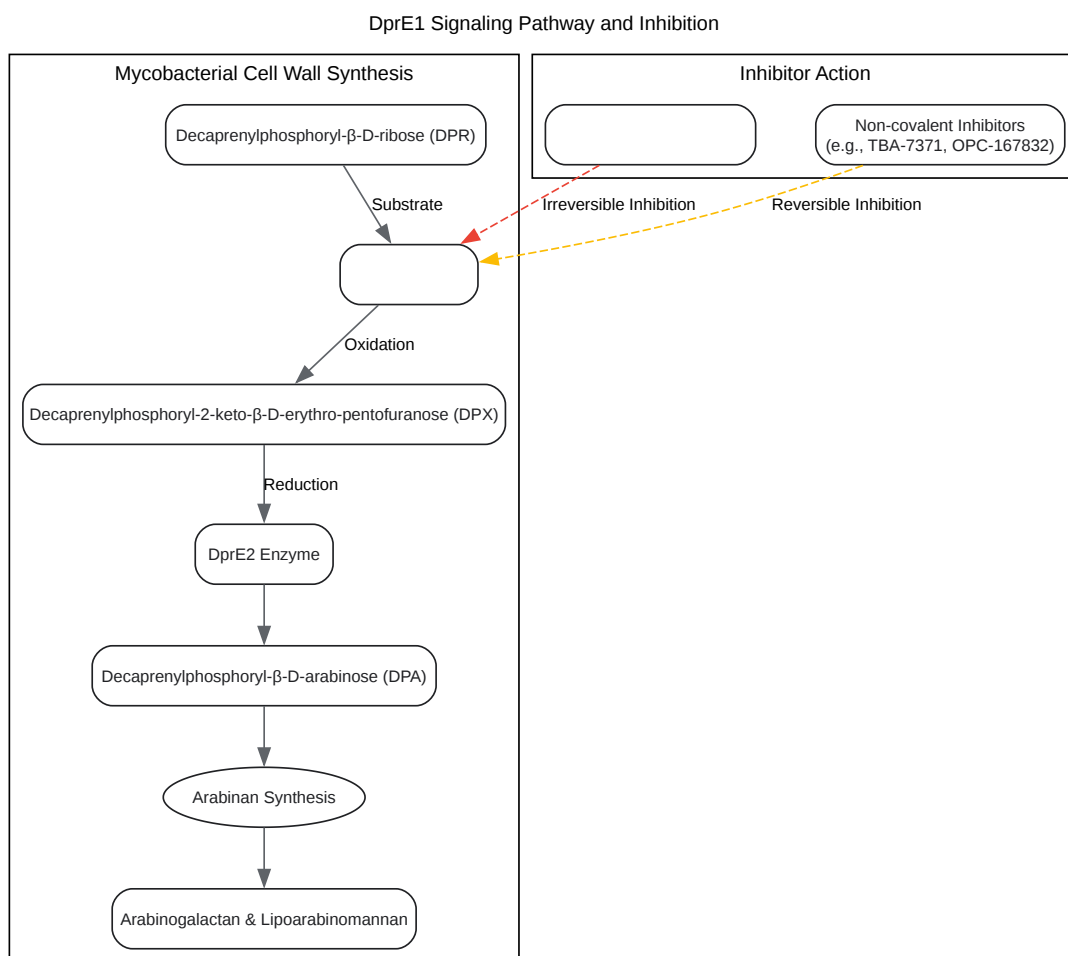 DprE1 Signaling Pathway and Inhibition
Mycobacterial Cell Wall Synthesis
Inhibitor Action
Decaprenylphosphoryl-β-D-ribose (DPR)
Non-covalent Inhibitors
(e.g., TBA-7371, OPC-167832)
Substrate
Irreversible Inhibition
Reversible Inhibition
Oxidation
Decaprenylphosphoryl-2-keto-β-D-erythro-pentofuranose (DPX)
Reduction
DprE2 Enzyme
Decaprenylphosphoryl-β-D-arabinose (DPA)
Arabinan Synthesis
Arabinogalactan & Lipoarabinomannan